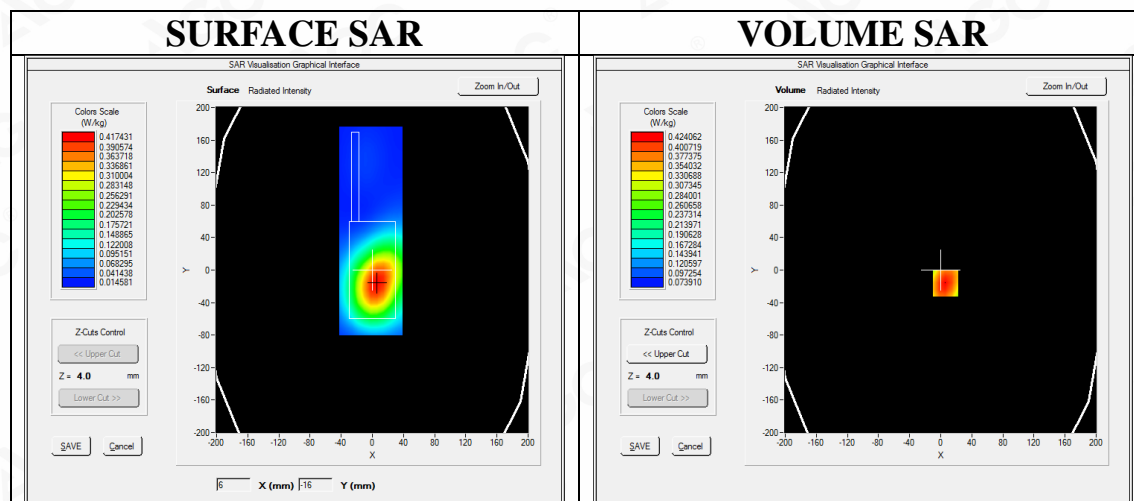 SURFACE SAR
SAR Visualisation Graphical Interface
Surface Radiated Intensity
Zoom In/Out
Colors Scale
(W/kg)
0.417431
0.390574
0.363718
0.336861
0.310004
0.283148
0.256291
0.229434
0.202578
0.175721
0.148865
0.122008
0.095151
0.068295
0.041438
0.014581
Z-Cuts Control
<< Upper Cut
Z = 4.0 mm
Lower Cut >>
SAVE Cancel
200
160
120
80
40
0
-40
-80
-120
-160
-200
Y
-200 -160 -120 -80 -40 0 40 80 120 160 200
X
6 X (mm) -16 Y (mm)
VOLUME SAR
SAR Visualisation Graphical Interface
Volume Radiated Intensity
Zoom In/Out
Colors Scale
(W/kg)
0.424062
0.400719
0.377375
0.354032
0.330688
0.307345
0.284001
0.260658
0.237314
0.213971
0.190628
0.167284
0.143941
0.120597
0.097254
0.073910
Z-Cuts Control
<< Upper Cut
Z = 4.0 mm
Lower Cut >>
SAVE Cancel
200
160
120
80
40
0
-40
-80
-120
-160
-200
Y
-200 -160 -120 -80 -40 0 40 80 120 160 200
X